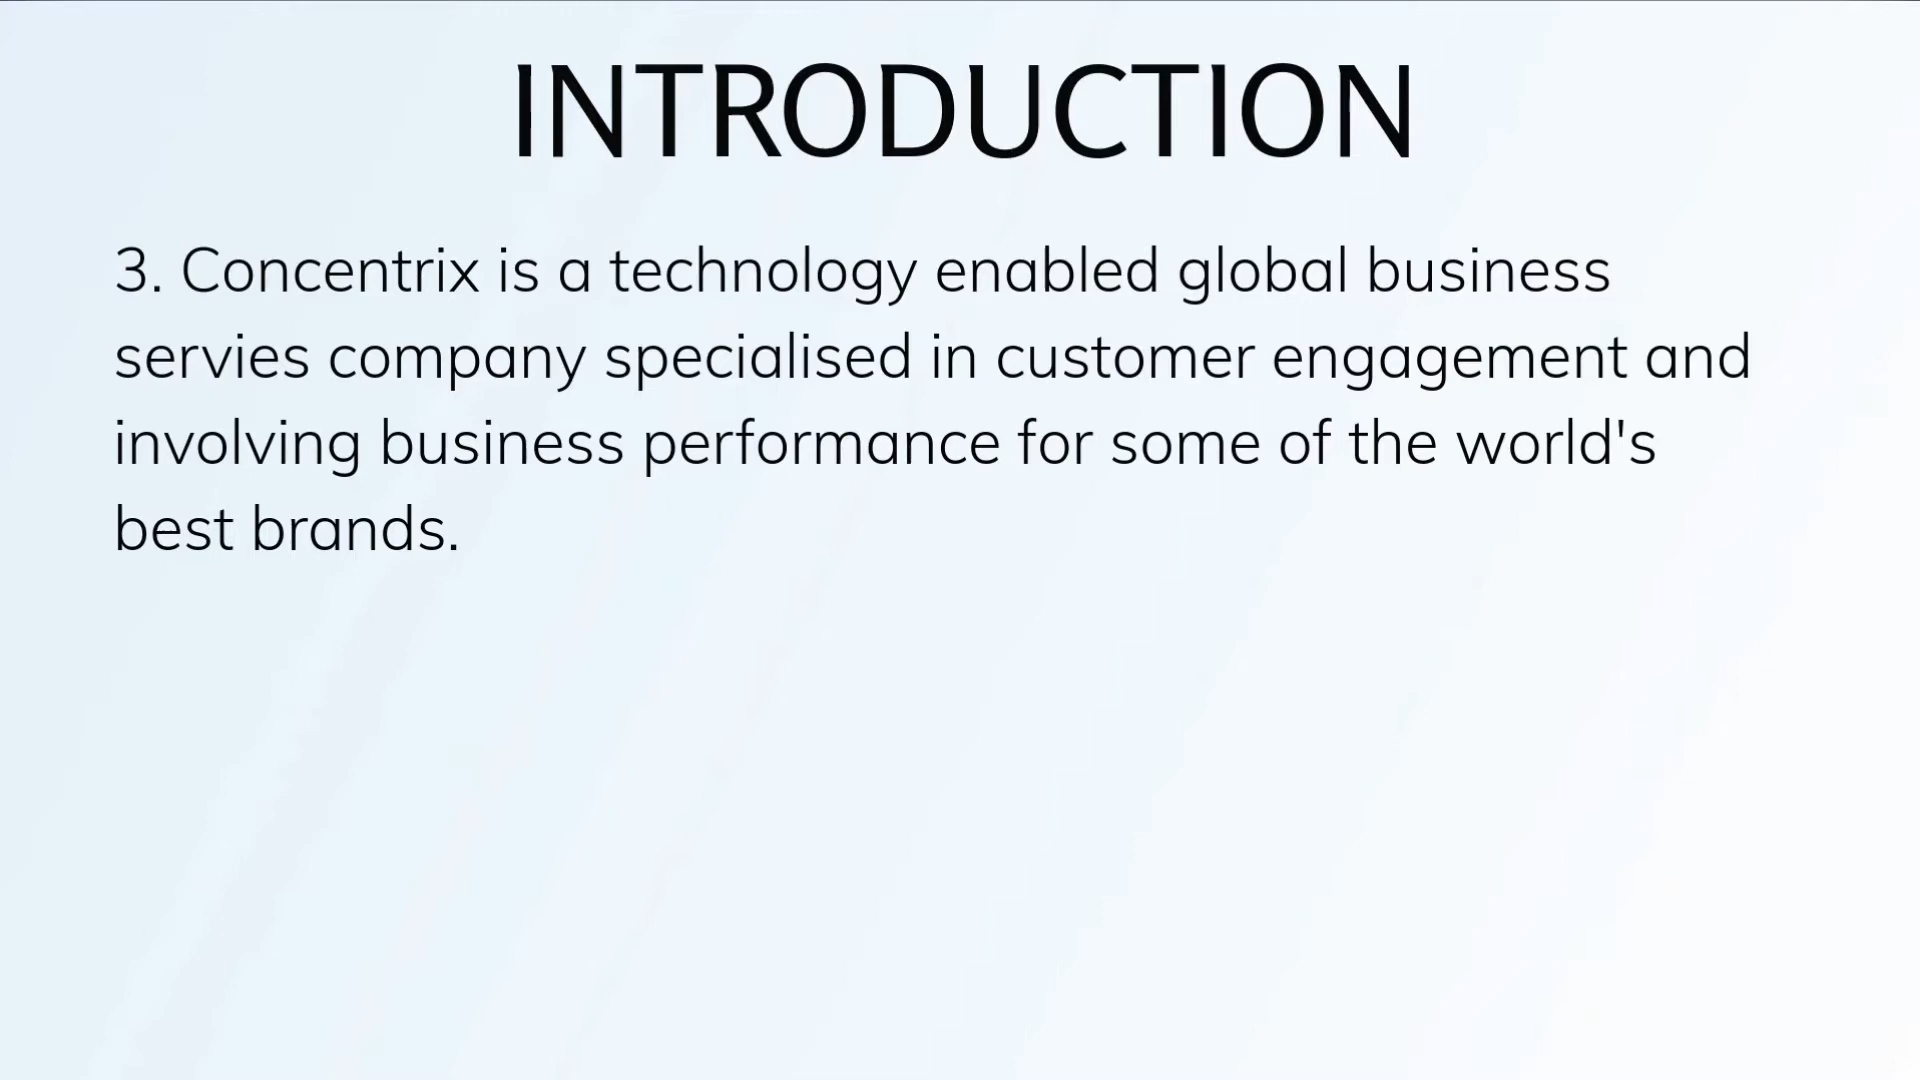 INTRODUCTION
3. Concentrix is a technology enabled global business
servies company specialised in customer engagement and
involving business performance for some of the world's
best brands.